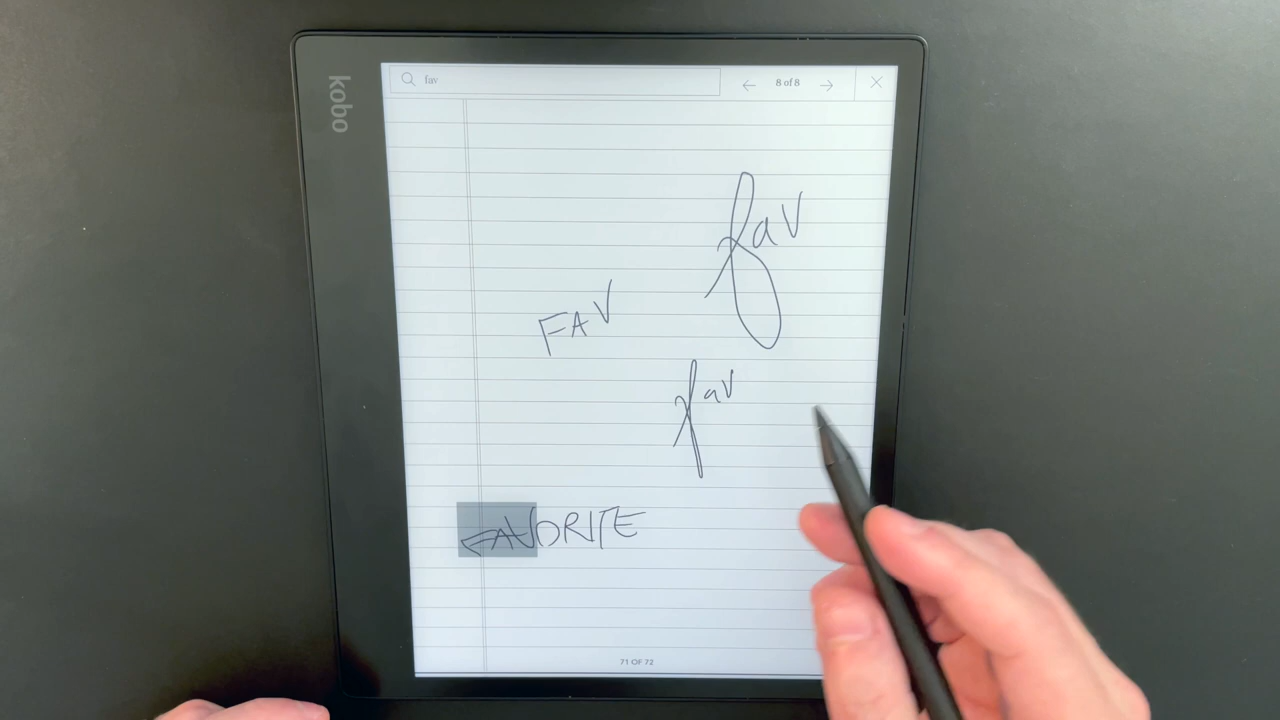 kobo
fav
8 of 8
fav
FAV
fav
FAVORITE
71 OF 72